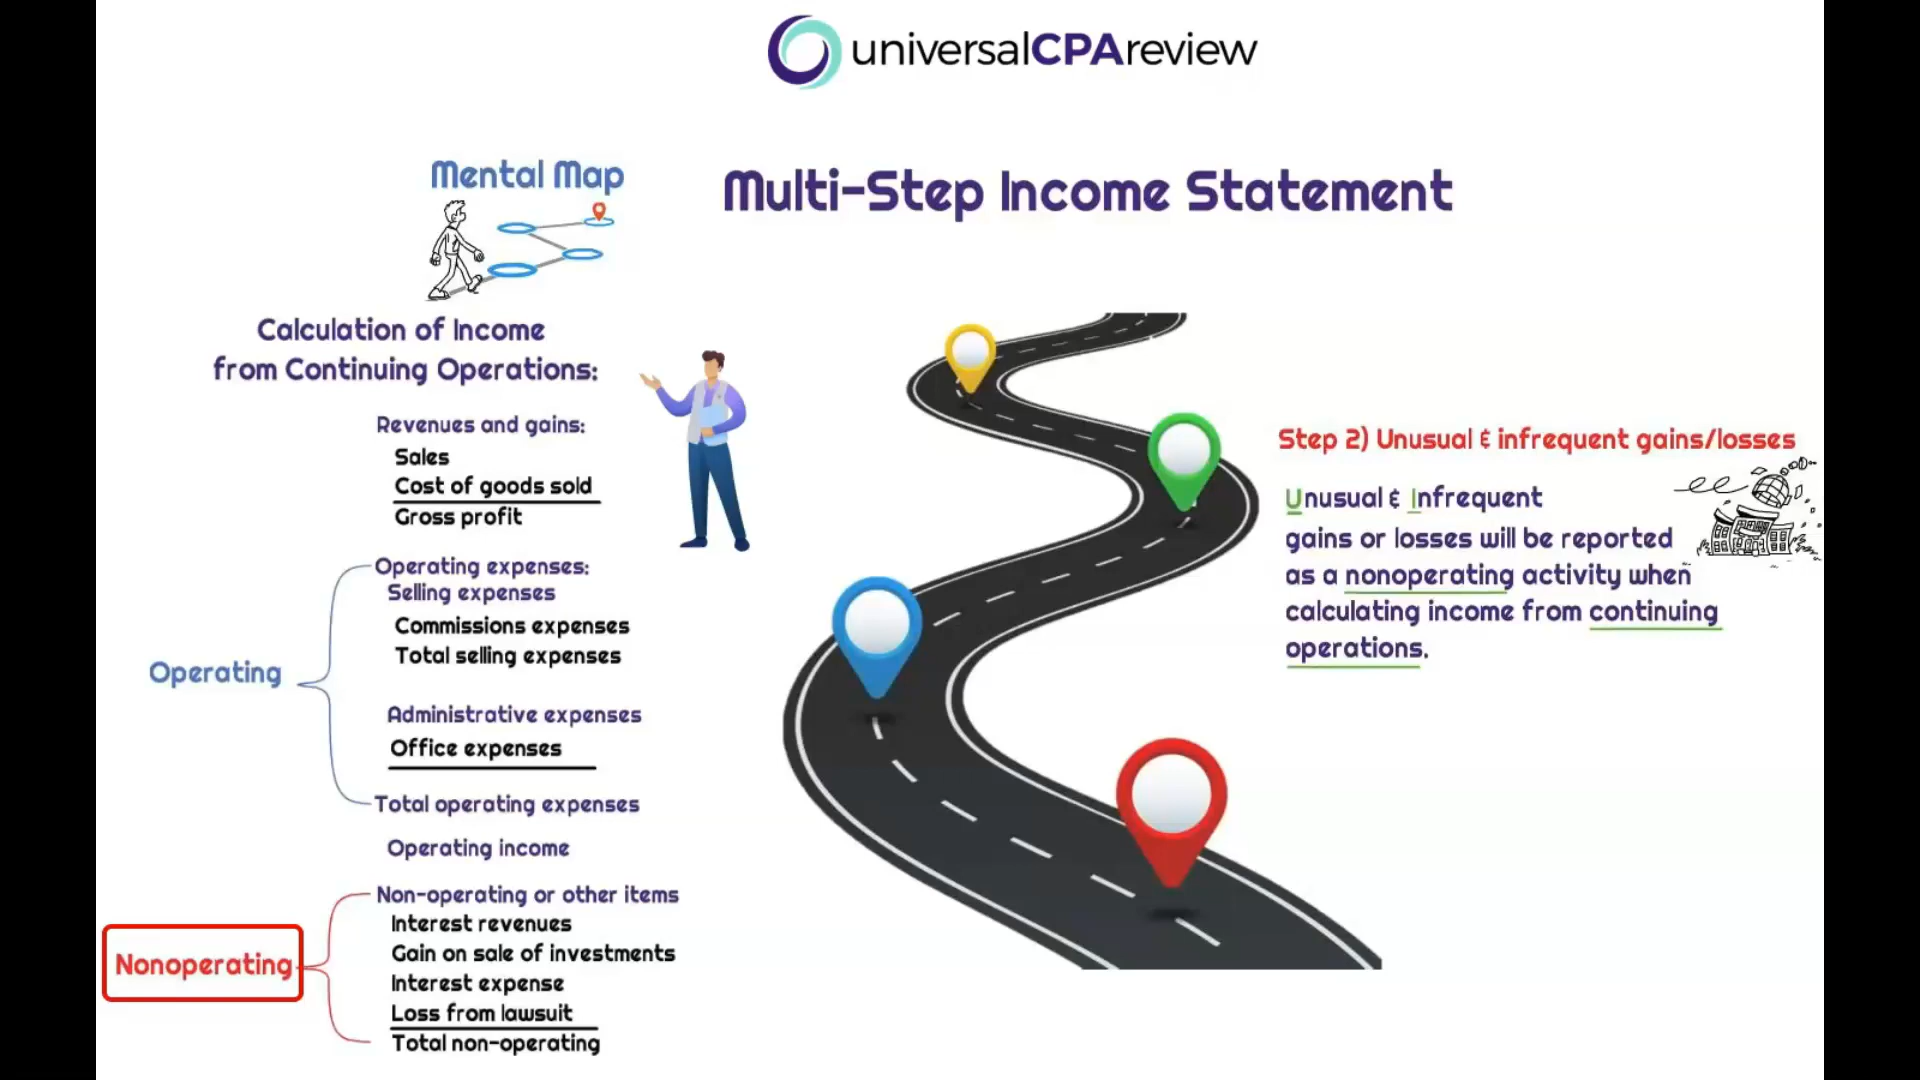 universalCPAreview
Mental Map
Multi-Step Income Statement
Calculation of Income
from Continuing Operations:
Revenues and gains:
Sales
Cost of goods sold
Gross profit
Operating expenses:
Selling expenses
Commissions expenses
Total selling expenses
Operating
Administrative expenses
Office expenses
Total operating expenses
Operating income
Non-operating or other items
Interest revenues
Gain on sale of investments
Nonoperating
Interest expense
Loss from lawsuit
Total non-operating
Step 2) Unusual & infrequent gains/losses
Unusual & Infrequent
gains or losses will be reported
as a nonoperating activity when
calculating income from continuing
operations.